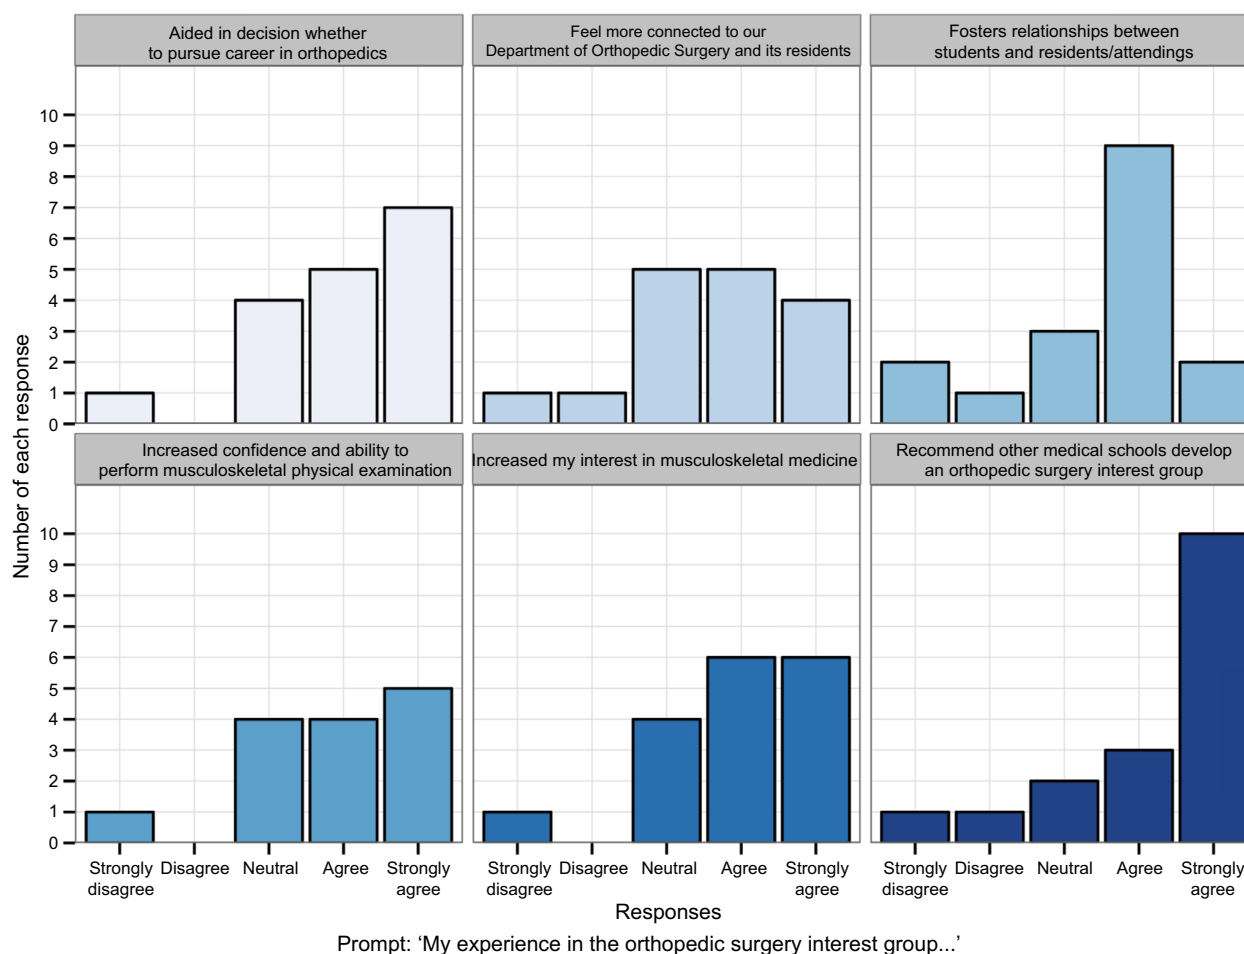 Aided in decision whether
to pursue career in orthopedics
Feel more connected to our
Department of Orthopedic Surgery and its residents
Fosters relationships between
students and residents/attendings
10
9
8
7
6
5
4
3
2
1
0
Number of each response
Increased confidence and ability to
perform musculoskeletal physical examination
Increased my interest in musculoskeletal medicine
Recommend other medical schools develop
an orthopedic surgery interest group
10
9
8
7
6
5
4
3
2
1
0
Strongly disagree
Disagree
Neutral
Agree
Strongly agree
Strongly disagree
Disagree
Neutral
Agree
Strongly agree
Strongly disagree
Disagree
Neutral
Agree
Strongly agree
Responses
Prompt: ‘My experience in the orthopedic surgery interest group...’